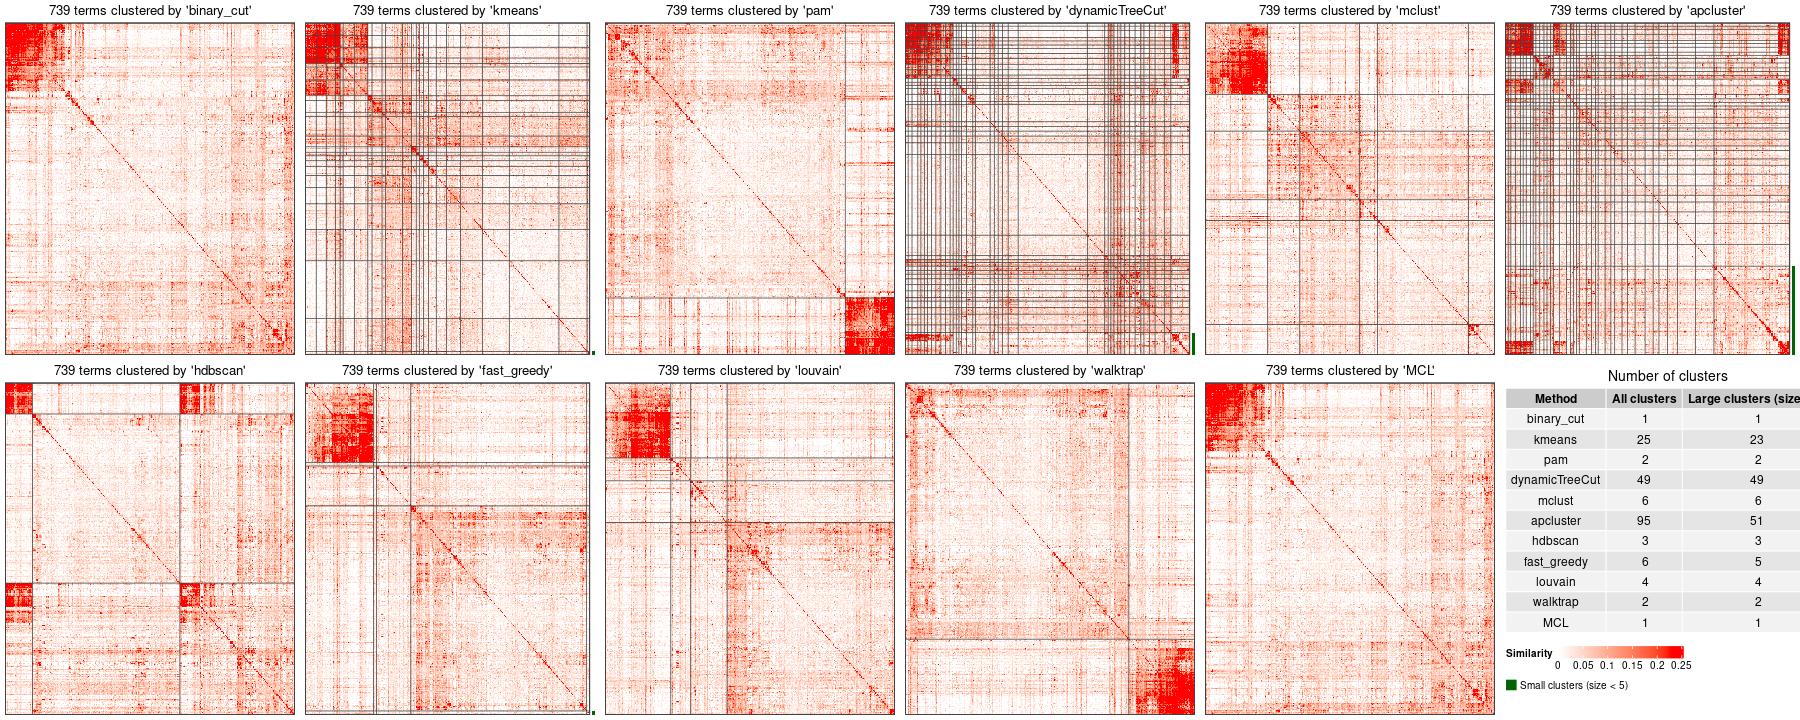 739 terms clustered by 'binary_cut'
739 terms clustered by 'kmeans'
739 terms clustered by 'pam'
739 terms clustered by 'dynamicTreeCut'
739 terms clustered by 'mclust'
739 terms clustered by 'apcluster'
739 terms clustered by 'hdbscan'
739 terms clustered by 'fast_greedy'
739 terms clustered by 'louvain'
739 terms clustered by 'walktrap'
739 terms clustered by 'MCL'
Number of clusters
Method All clusters Large clusters (size
binary_cut 1 1
kmeans 25 23
pam 2 2
dynamicTreeCut 49 49
mclust 6 6
apcluster 95 51
hdbscan 3 3
fast_greedy 6 5
louvain 4 4
walktrap 2 2
MCL 1 1
Similarity
0 0.05 0.1 0.15 0.2 0.25
Small clusters (size < 5)